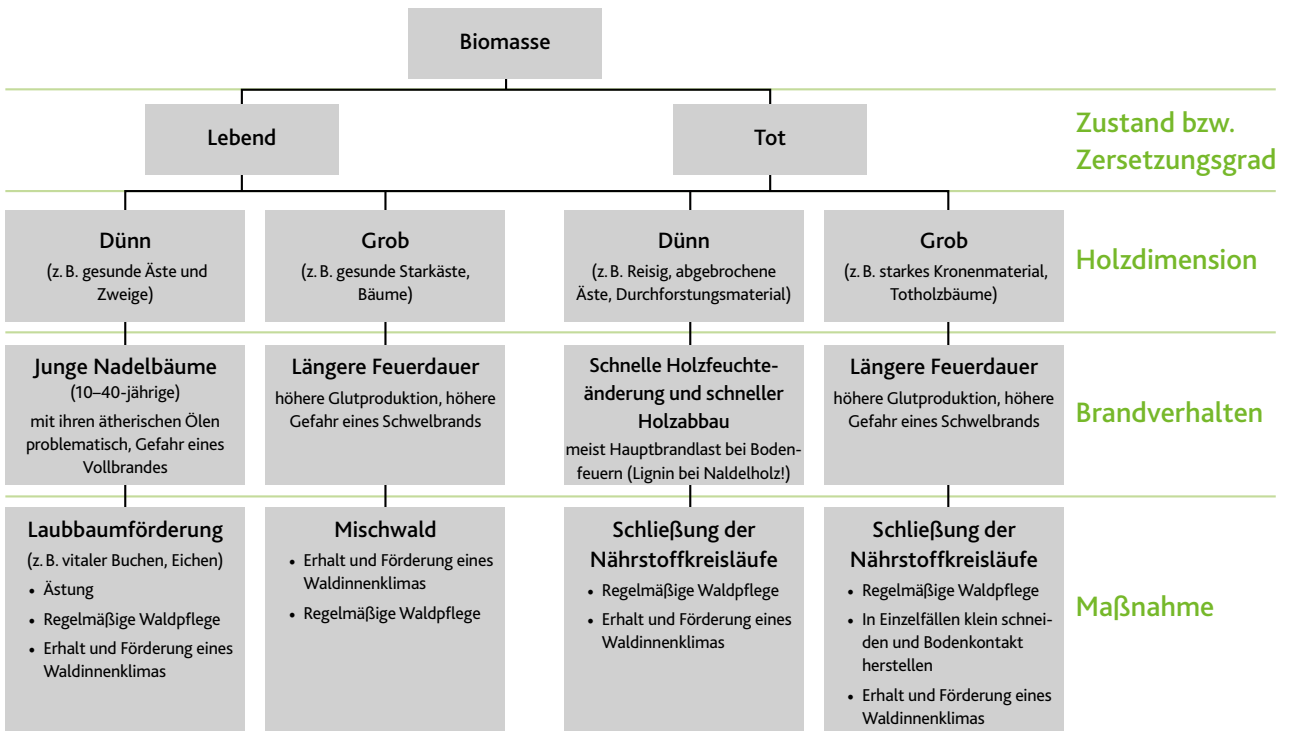 Biomasse
Lebend
Tot
Zustand bzw.
Zersetzungsgrad
Dünn
(z. B. gesunde Äste und
Zweige)
Grob
(z. B. gesunde Starkäste,
Bäume)
Dünn
(z. B. Reisig, abgebrochene
Äste, Durchforstungsmaterial)
Grob
(z. B. starkes Kronenmaterial,
Totholzbäume)
Holzdimension
Junge Nadelbäume
(10–40-jährige)
mit ihren ätherischen Ölen
problematisch, Gefahr eines
Vollbrandes
Längere Feuerdauer
höhere Glutproduktion, höhere
Gefahr eines Schwelbrands
Schnelle Holzfeuchte-
änderung und schneller
Holzabbau
meist Hauptbrandlast bei Boden-
feuern (Lignin bei Naldelholz!)
Längere Feuerdauer
höhere Glutproduktion, höhere
Gefahr eines Schwelbrands
Brandverhalten
Laubbaumförderung
(z. B. vitaler Buchen, Eichen)
• Ästung
• Regelmäßige Waldpflege
• Erhalt und Förderung eines
Waldinnenklimas
Mischwald
• Erhalt und Förderung eines
Waldinnenklimas
• Regelmäßige Waldpflege
Schließung der
Nährstoffkreisläufe
• Regelmäßige Waldpflege
• Erhalt und Förderung eines
Waldinnenklimas
Schließung der
Nährstoffkreisläufe
• Regelmäßige Waldpflege
• In Einzelfällen klein schnei-
den und Bodenkontakt
herstellen
• Erhalt und Förderung eines
Waldinnenklimas
Maßnahme